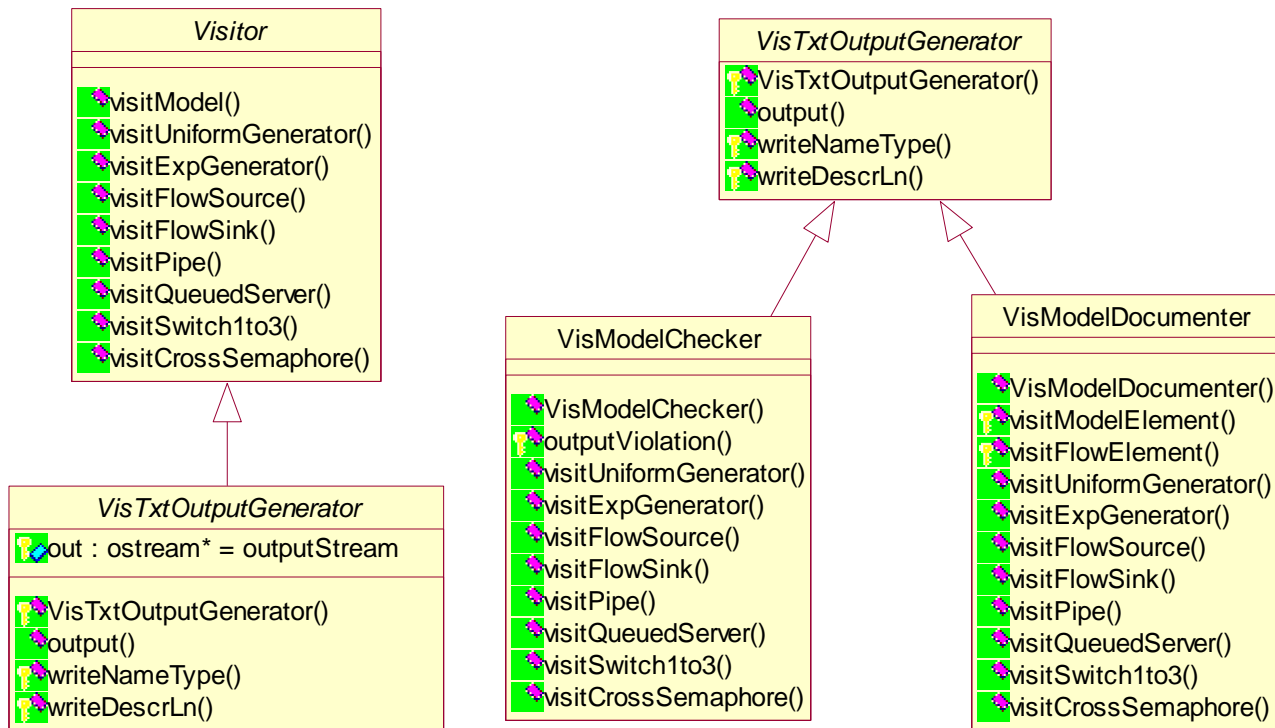 Visitor
visitModel()
visitUniformGenerator()
visitExpGenerator()
visitFlowSource()
visitFlowSink()
visitPipe()
visitQueuedServer()
visitSwitch1to3()
visitCrossSemaphore()
VisTxtOutputGenerator
out : ostream* = outputStream
VisTxtOutputGenerator()
output()
writeNameType()
writeDescrLn()
VisTxtOutputGenerator
VisTxtOutputGenerator()
output()
writeNameType()
writeDescrLn()
VisModelChecker
VisModelChecker()
outputViolation()
visitUniformGenerator()
visitExpGenerator()
visitFlowSource()
visitFlowSink()
visitPipe()
visitQueuedServer()
visitSwitch1to3()
visitCrossSemaphore()
VisModelDocumenter
VisModelDocumenter()
visitModelElement()
visitFlowElement()
visitUniformGenerator()
visitExpGenerator()
visitFlowSource()
visitFlowSink()
visitPipe()
visitQueuedServer()
visitSwitch1to3()
visitCrossSemaphore()